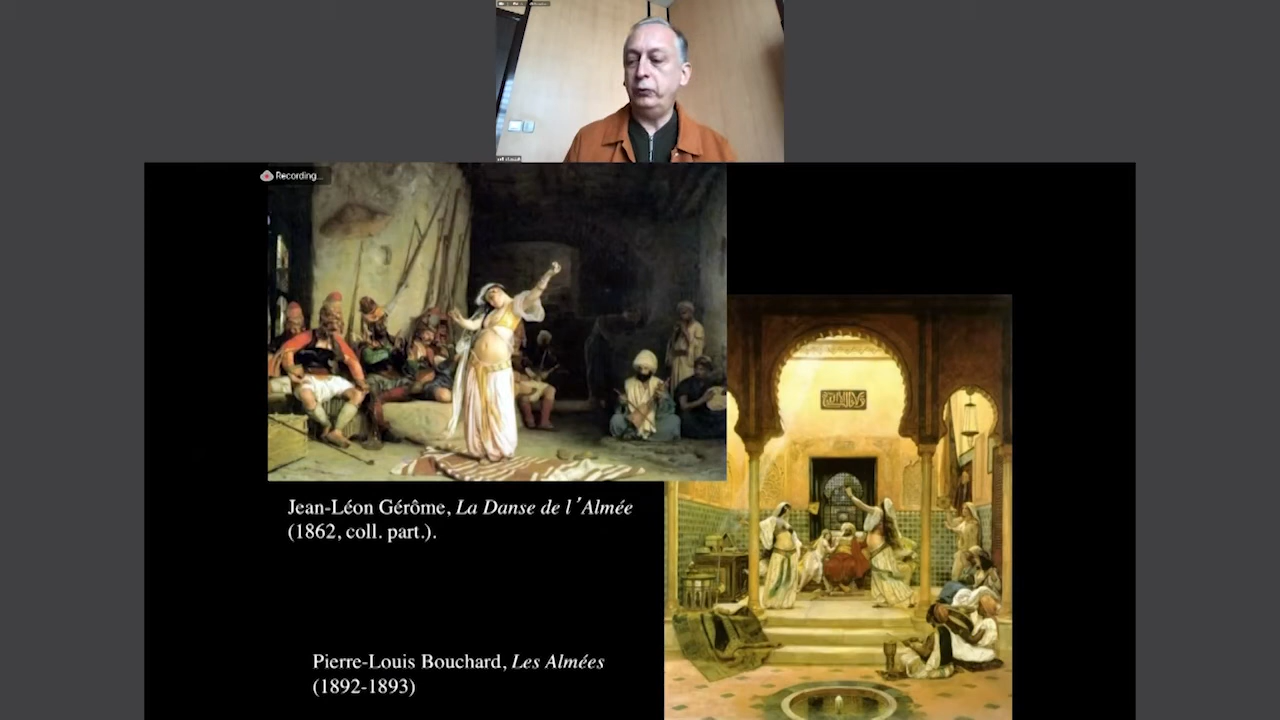 Recording...
Jean-Léon Gérôme, La Danse de l´Almée
(1862, coll. part.).
Pierre-Louis Bouchard, Les Almées
(1892-1893)